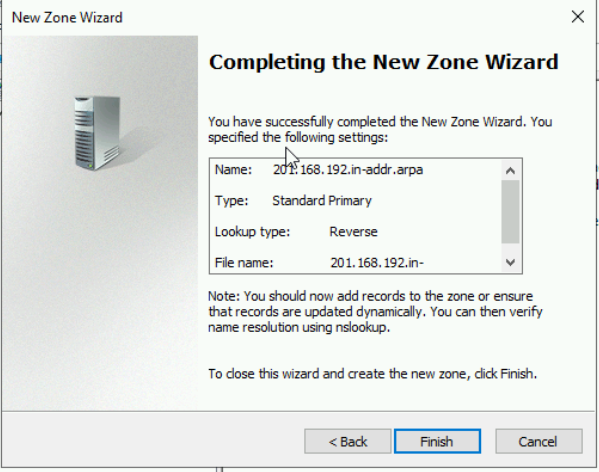 New Zone Wizard
Completing the New Zone Wizard
You have successfully completed the New Zone Wizard. You
specified the following settings:
Name: 201.168.192.in-addr.arpa
Type: Standard Primary
Lookup type: Reverse
File name: 201.168.192.in-
Note: You should now add records to the zone or ensure
that records are updated dynamically. You can then verify
name resolution using nslookup.
To close this wizard and create the new zone, click Finish.
< Back Finish Cancel